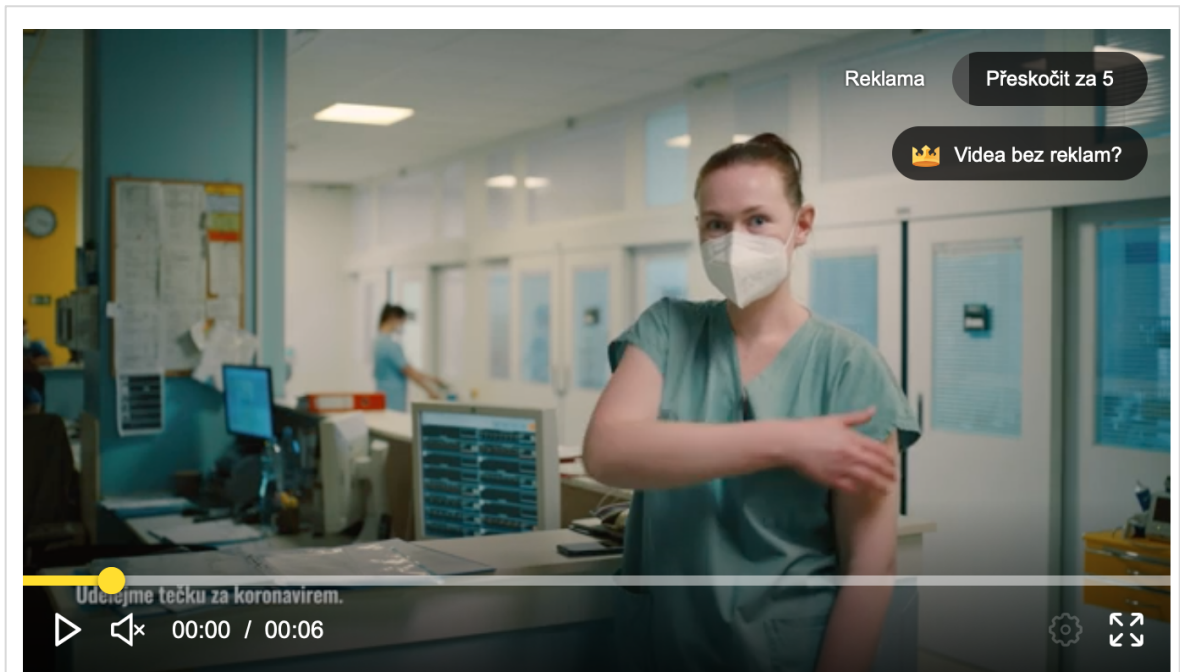 Reklama
Přeskočit za 5
Videa bez reklam?
Udělejme tečku za koronavirem.
00:00 / 00:06